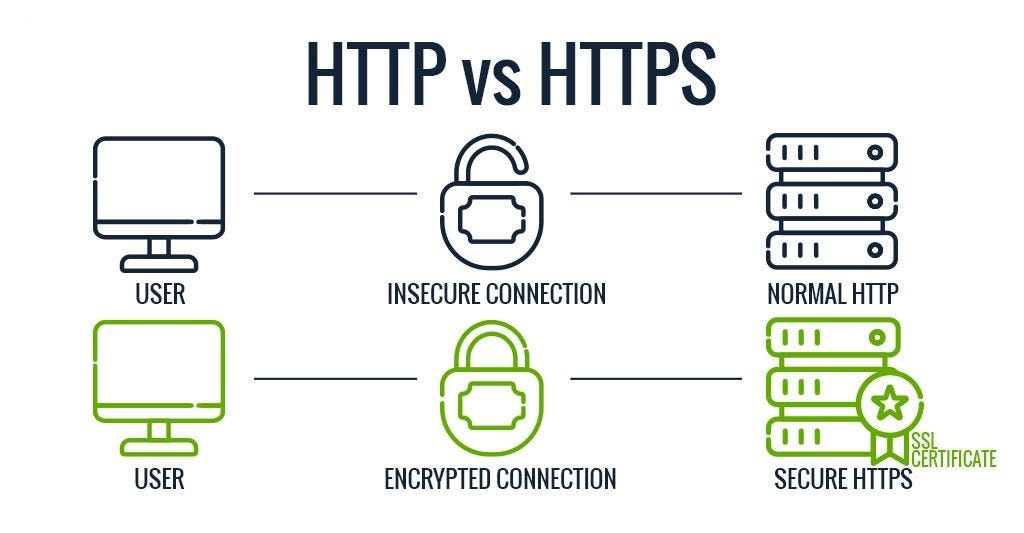 HTTP vs HTTPS
USER
INSECURE CONNECTION
NORMAL HTTP
SSL
CERTIFICATE
USER
ENCRYPTED CONNECTION
SECURE HTTPS